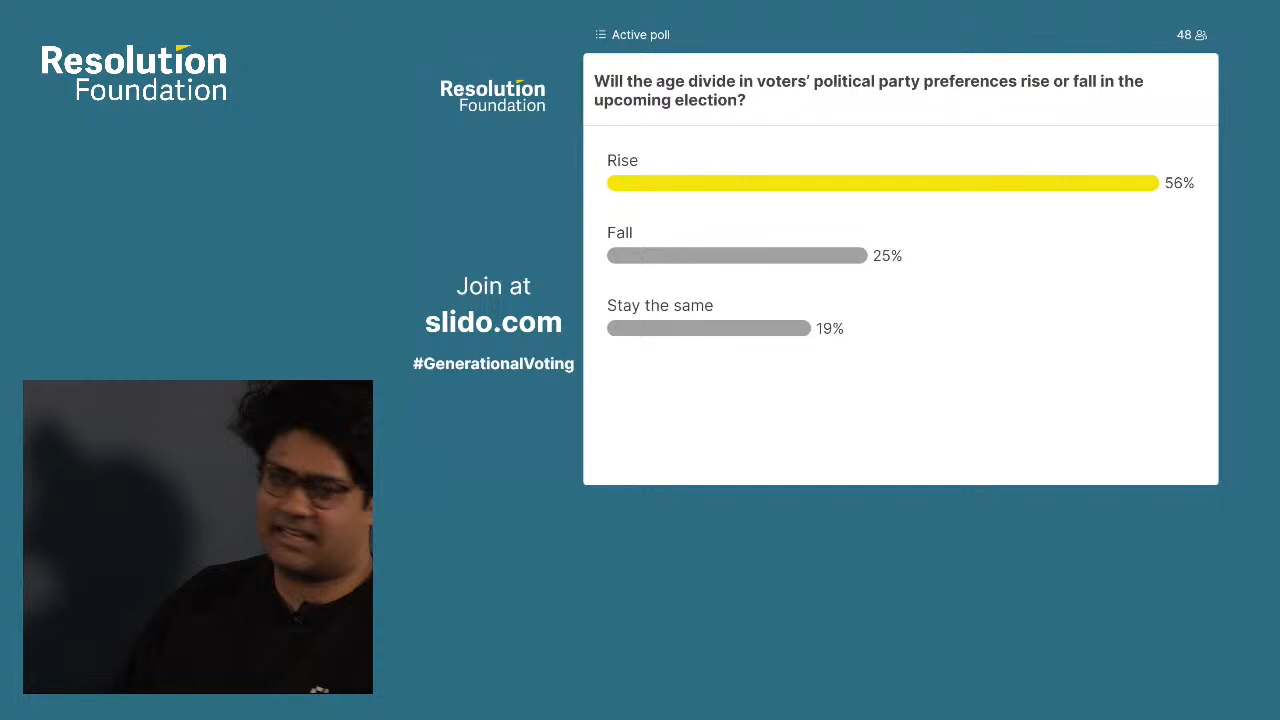 Resolution
Foundation
Resolution
Foundation
Join at
slido.com
#GenerationalVoting
Active poll
48
Will the age divide in voters’ political party preferences rise or fall in the
upcoming election?
Rise
56%
Fall
25%
Stay the same
19%